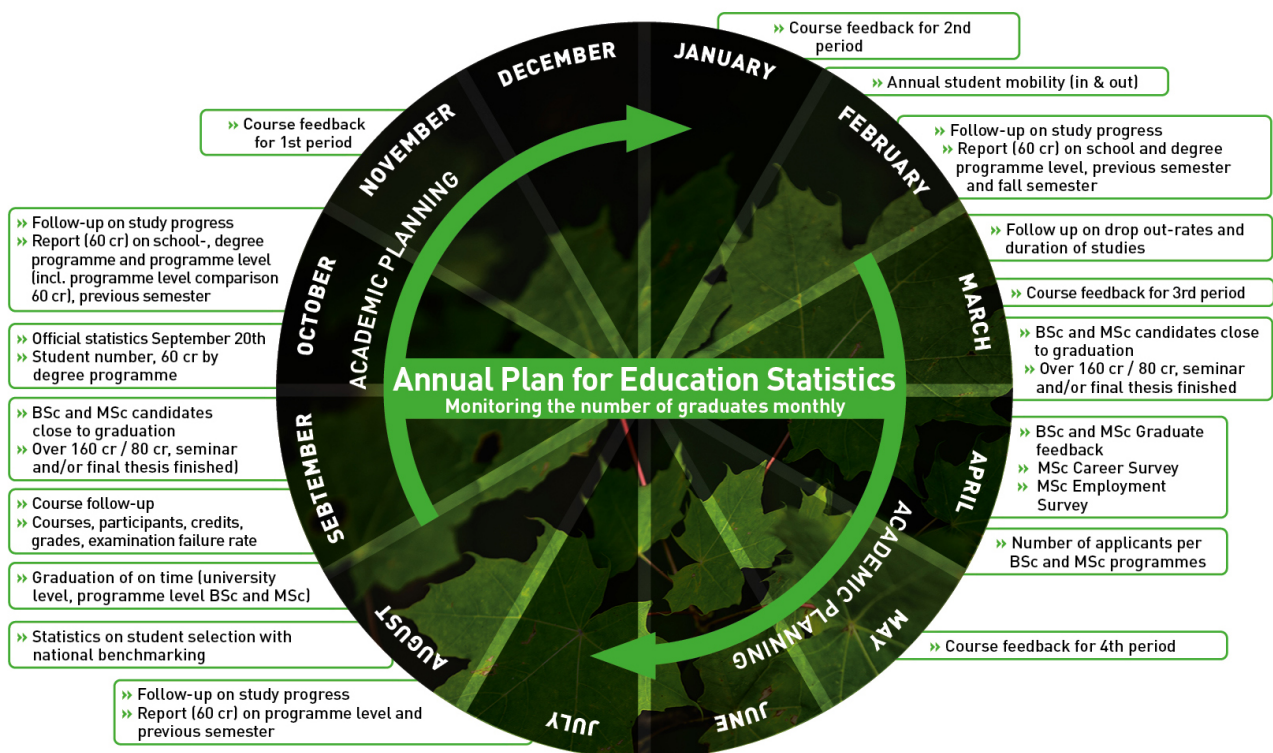 DECEMBER
JANUARY
FEBRUARY
MARCH
APRIL
MAY
JUNE
JULY
AUGUST
SEBTEMBER
OCTOBER
NOVEMBER
ACADEMIC PLANNING
ACADEMIC PLANNING
Annual Plan for Education Statistics
Monitoring the number of graduates monthly
» Course feedback for 2nd
period
» Annual student mobility (in & out)
» Follow-up on study progress
» Report (60 cr) on school and degree
programme level, previous semester
and fall semester
» Follow up on drop out-rates and
duration of studies
» Course feedback for 3rd period
» BSc and MSc candidates close
to graduation
» Over 160 cr / 80 cr, seminar
and/or final thesis finished
» BSc and MSc Graduate
feedback
» MSc Career Survey
» MSc Employment
Survey
» Number of applicants per
BSc and MSc programmes
» Course feedback for 4th period
» Follow-up on study progress
» Report (60 cr) on programme level and
previous semester
» Statistics on student selection with
national benchmarking
» Graduation of on time (university
level, programme level BSc and MSc)
» Course follow-up
» Courses, participants, credits,
grades, examination failure rate
» BSc and MSc candidates
close to graduation
» Over 160 cr / 80 cr, seminar
and/or final thesis finished)
» Official statistics September 20th
» Student number, 60 cr by
degree programme
» Follow-up on study progress
» Report (60 cr) on school-, degree
programme and programme level
(incl. programme level comparison
60 cr), previous semester
» Course feedback
for 1st period